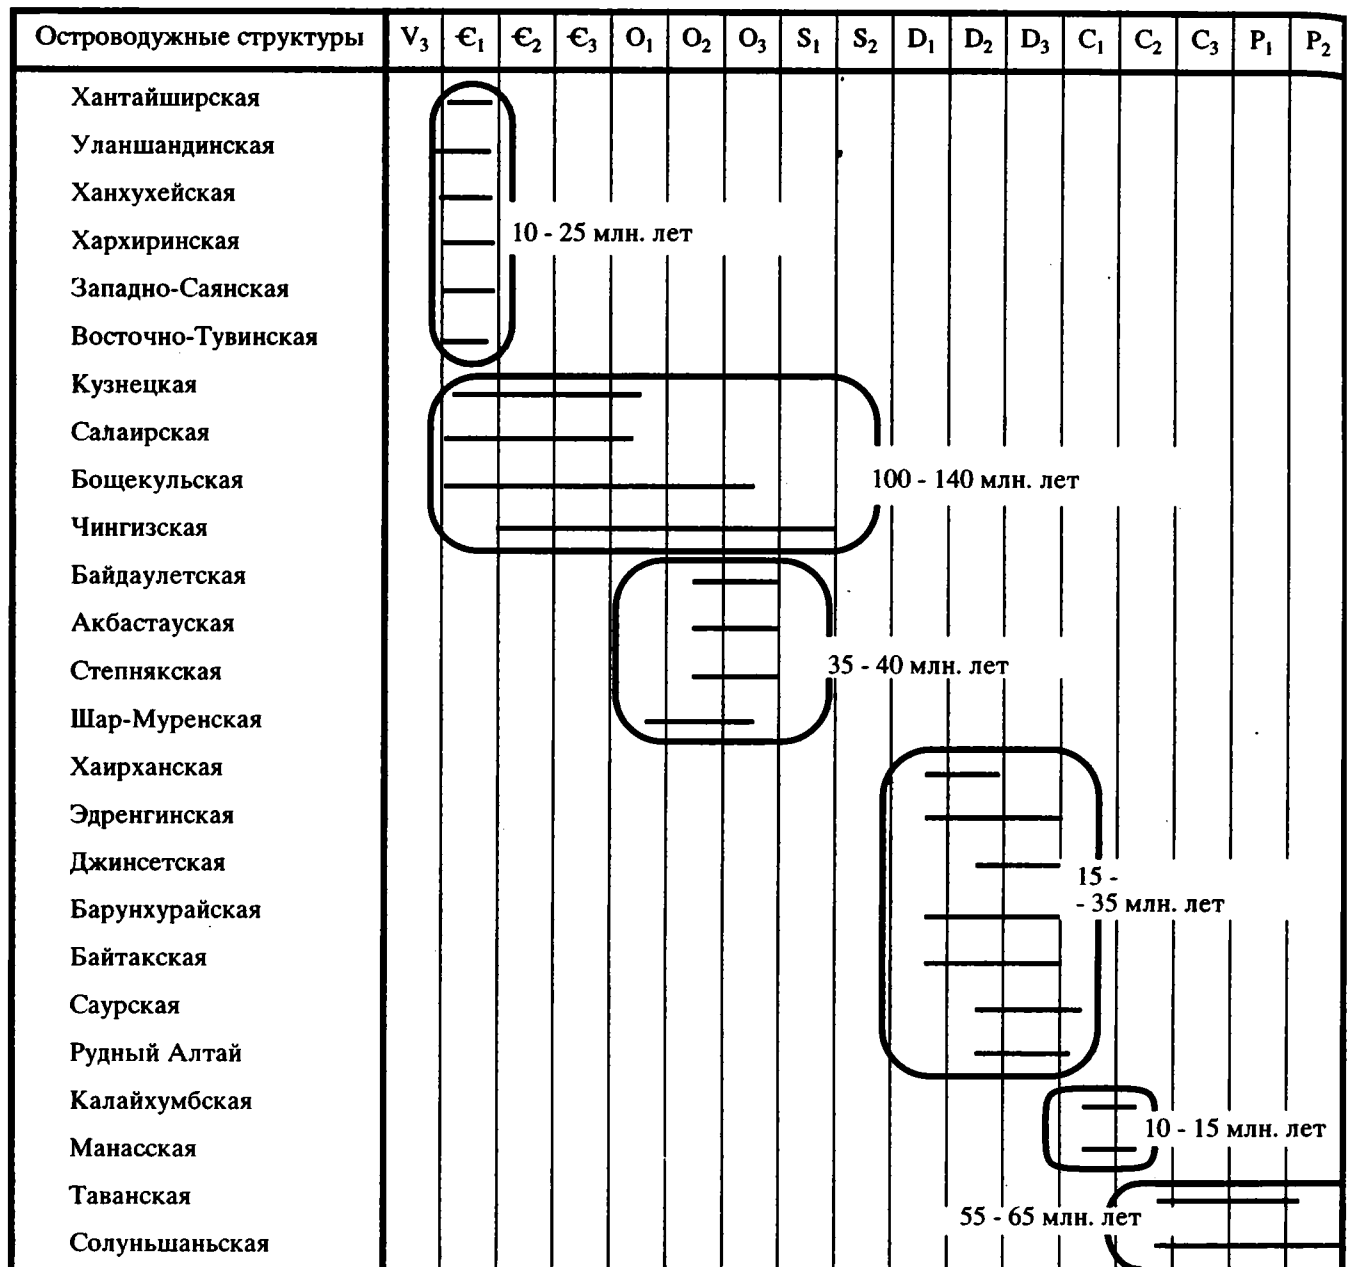 Островодужные структуры V₃ Є₁ Є₂ Є₃ O₁ O₂ O₃ S₁ S₂ D₁ D₂ D₃ C₁ C₂ C₃ P₁ P₂
Хантайширская
Уланшандинская
Ханхухейская
10 - 25 млн. лет
Хархиринская
Западно-Саянская
Восточно-Тувинская
Кузнецкая
Салаирская
Бощекульская 100 - 140 млн. лет
Чингизская
Байдаулетская
Акбастауская
Степнякская 35 - 40 млн. лет
Шар-Муренская
Хаирханская
Эдренгинская
Джинсетская
15 -
- 35 млн. лет
Барунхурайская
Байтакская
Саурская
Рудный Алтай
Калайхумбская
10 - 15 млн. лет
Манасская
Таванская
55 - 65 млн. лет
Солуньшаньская